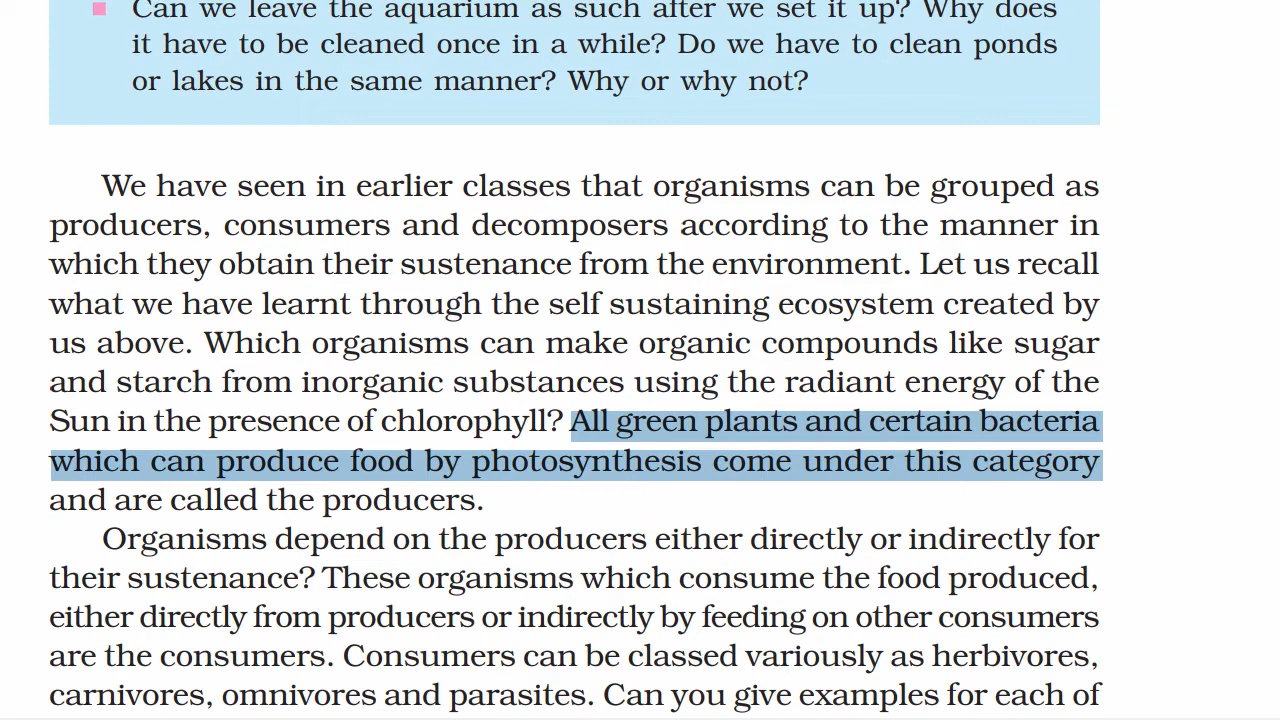 Can we leave the aquarium as such after we set it up? Why does
it have to be cleaned once in a while? Do we have to clean ponds
or lakes in the same manner? Why or why not?
We have seen in earlier classes that organisms can be grouped as
producers, consumers and decomposers according to the manner in
which they obtain their sustenance from the environment. Let us recall
what we have learnt through the self sustaining ecosystem created by
us above. Which organisms can make organic compounds like sugar
and starch from inorganic substances using the radiant energy of the
Sun in the presence of chlorophyll? All green plants and certain bacteria
which can produce food by photosynthesis come under this category
and are called the producers.
Organisms depend on the producers either directly or indirectly for
their sustenance? These organisms which consume the food produced,
either directly from producers or indirectly by feeding on other consumers
are the consumers. Consumers can be classed variously as herbivores,
carnivores, omnivores and parasites. Can you give examples for each of